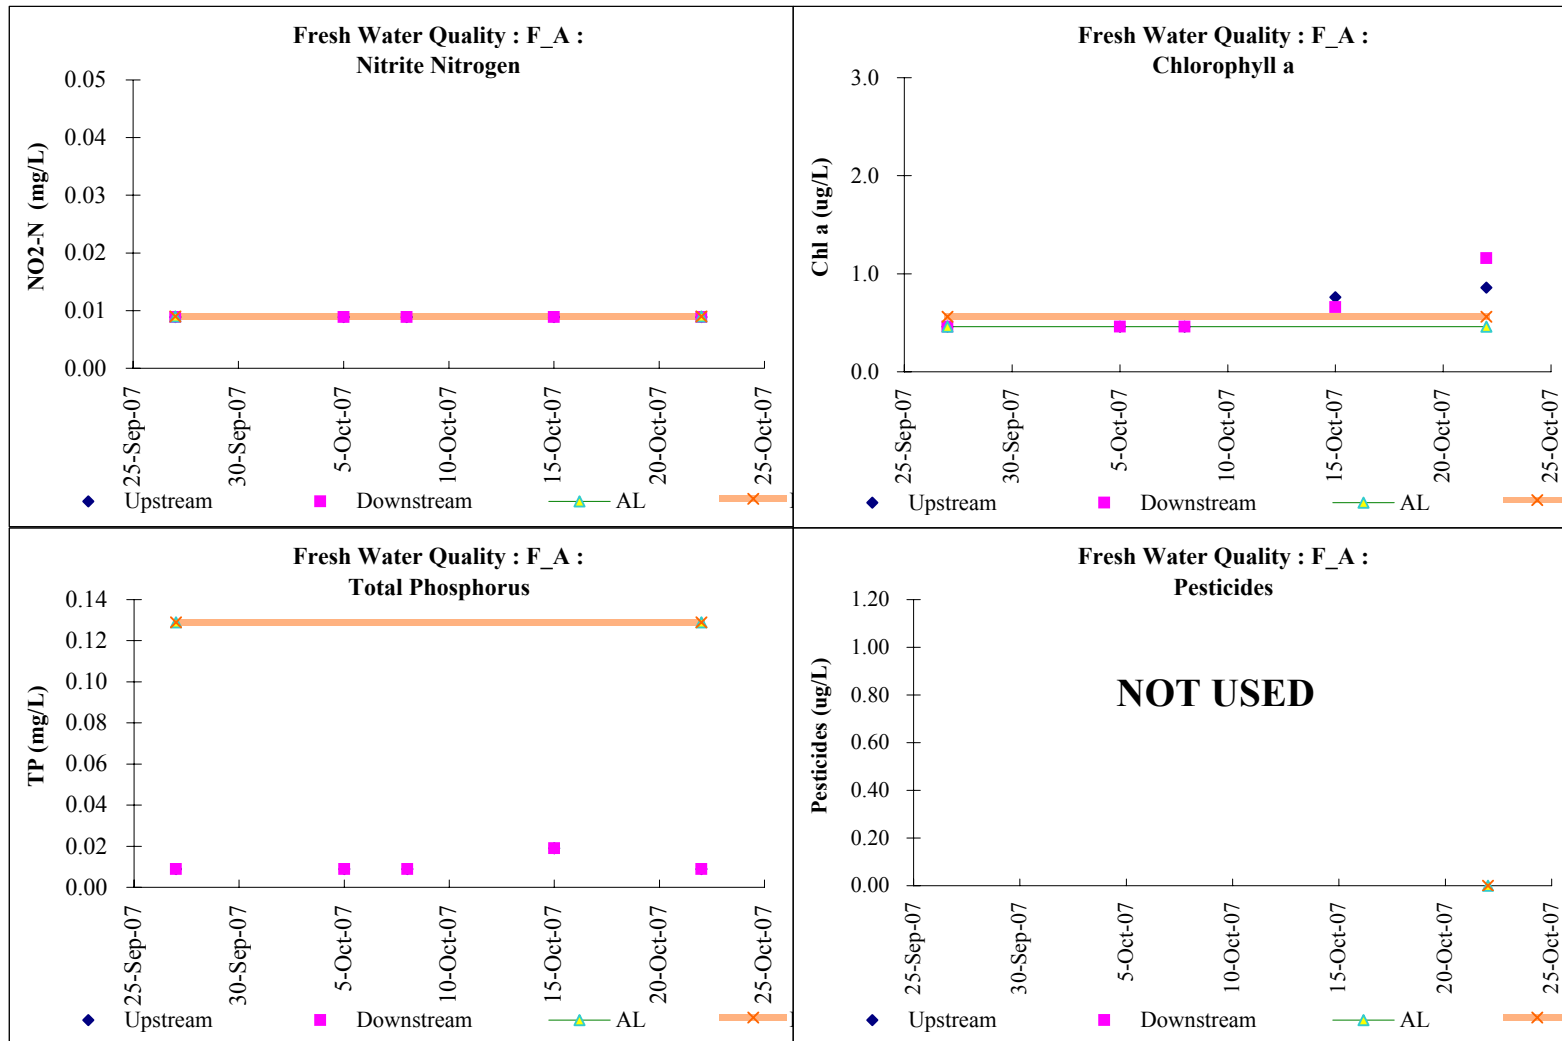 Fresh Water Quality : F_A :
Nitrite Nitrogen
NO2-N (mg/L)
0.05
0.04
0.03
0.02
0.01
0.00
25-Sep-07
30-Sep-07
5-Oct-07
10-Oct-07
15-Oct-07
20-Oct-07
25-Oct-07
Upstream Downstream AL
Fresh Water Quality : F_A :
Chlorophyll a
Chl a (ug/L)
3.0
2.0
1.0
0.0
25-Sep-07
30-Sep-07
5-Oct-07
10-Oct-07
15-Oct-07
20-Oct-07
25-Oct-07
Upstream Downstream AL
Fresh Water Quality : F_A :
Total Phosphorus
TP (mg/L)
0.14
0.12
0.10
0.08
0.06
0.04
0.02
0.00
25-Sep-07
30-Sep-07
5-Oct-07
10-Oct-07
15-Oct-07
20-Oct-07
25-Oct-07
Upstream Downstream AL
Fresh Water Quality : F_A :
Pesticides
Pesticides (ug/L)
1.20
1.00
0.80
0.60
0.40
0.20
0.00
NOT USED
25-Sep-07
30-Sep-07
5-Oct-07
10-Oct-07
15-Oct-07
20-Oct-07
25-Oct-07
Upstream Downstream AL